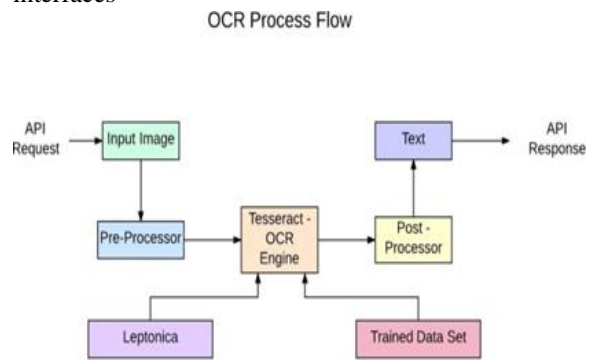 interfaces
OCR Process Flow
API
Request
Input Image
Text
API
Response
Pre-Processor
Tesseract -
OCR
Engine
Post -
Processor
Leptonica
Trained Data Set